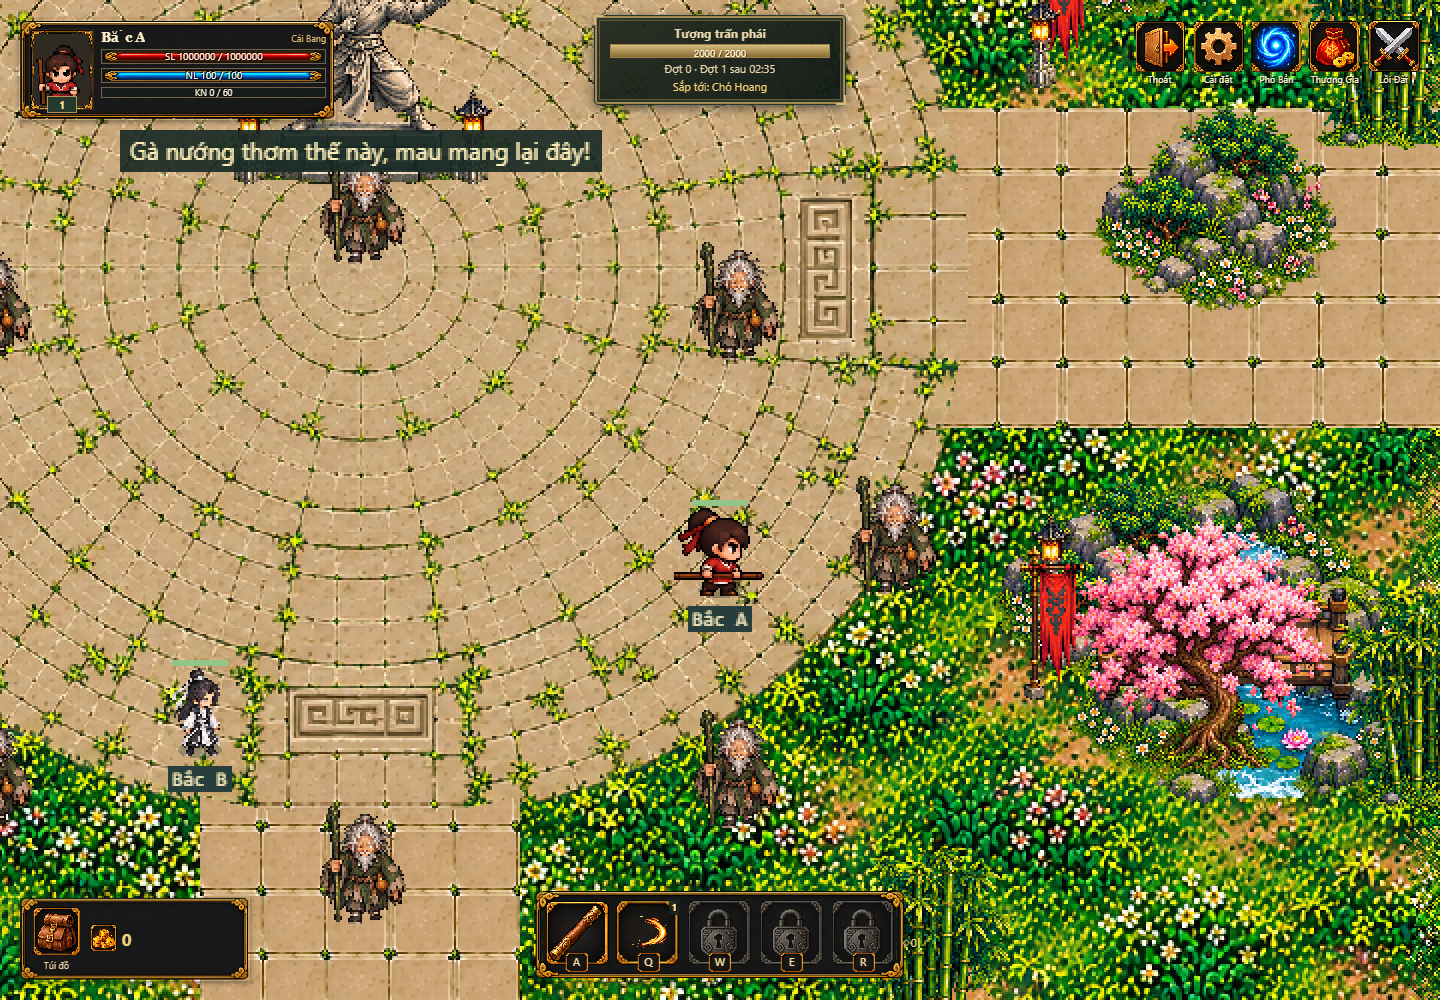 Bắc A
Cái Bang
SL 1000000 / 1000000
NL 100 / 100
KN 0 / 60
1
Tượng trấn phái
2000 / 2000
Đợt 0 · Đợt 1 sau 02:35
Sắp tới: Chó Hoang
Thoát
Cài đặt
Phó Bản
Thương Gia
Lôi Đài
Gà nướng thơm thế này, mau mang lại đây!
Bắc A
Bắc B
Túi đồ
0
1
A
Q
W
E
R